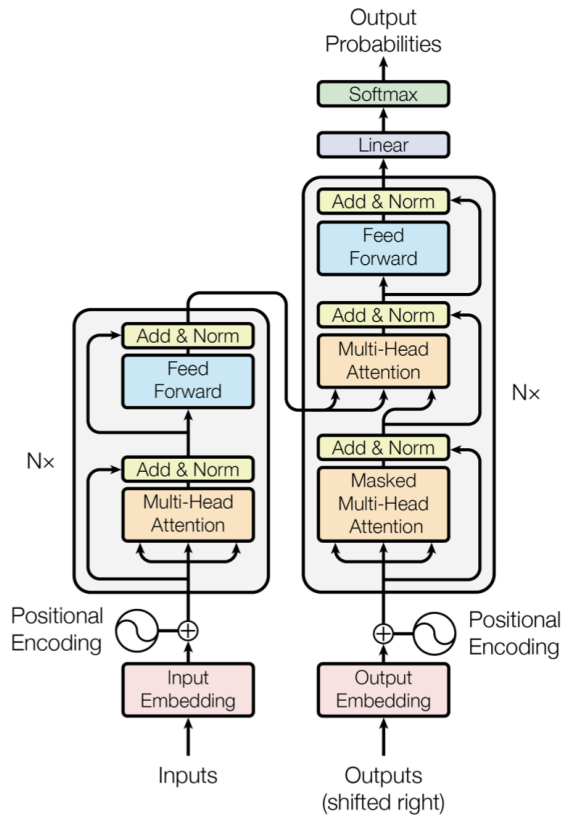 Output
Probabilities
Softmax
Linear
Add & Norm
Feed
Forward
Add & Norm
Multi-Head
Attention
Add & Norm
Masked
Multi-Head
Attention
N×
Add & Norm
Feed
Forward
Add & Norm
Multi-Head
Attention
N×
Positional
Encoding
Positional
Encoding
Input
Embedding
Output
Embedding
Inputs
Outputs
(shifted right)